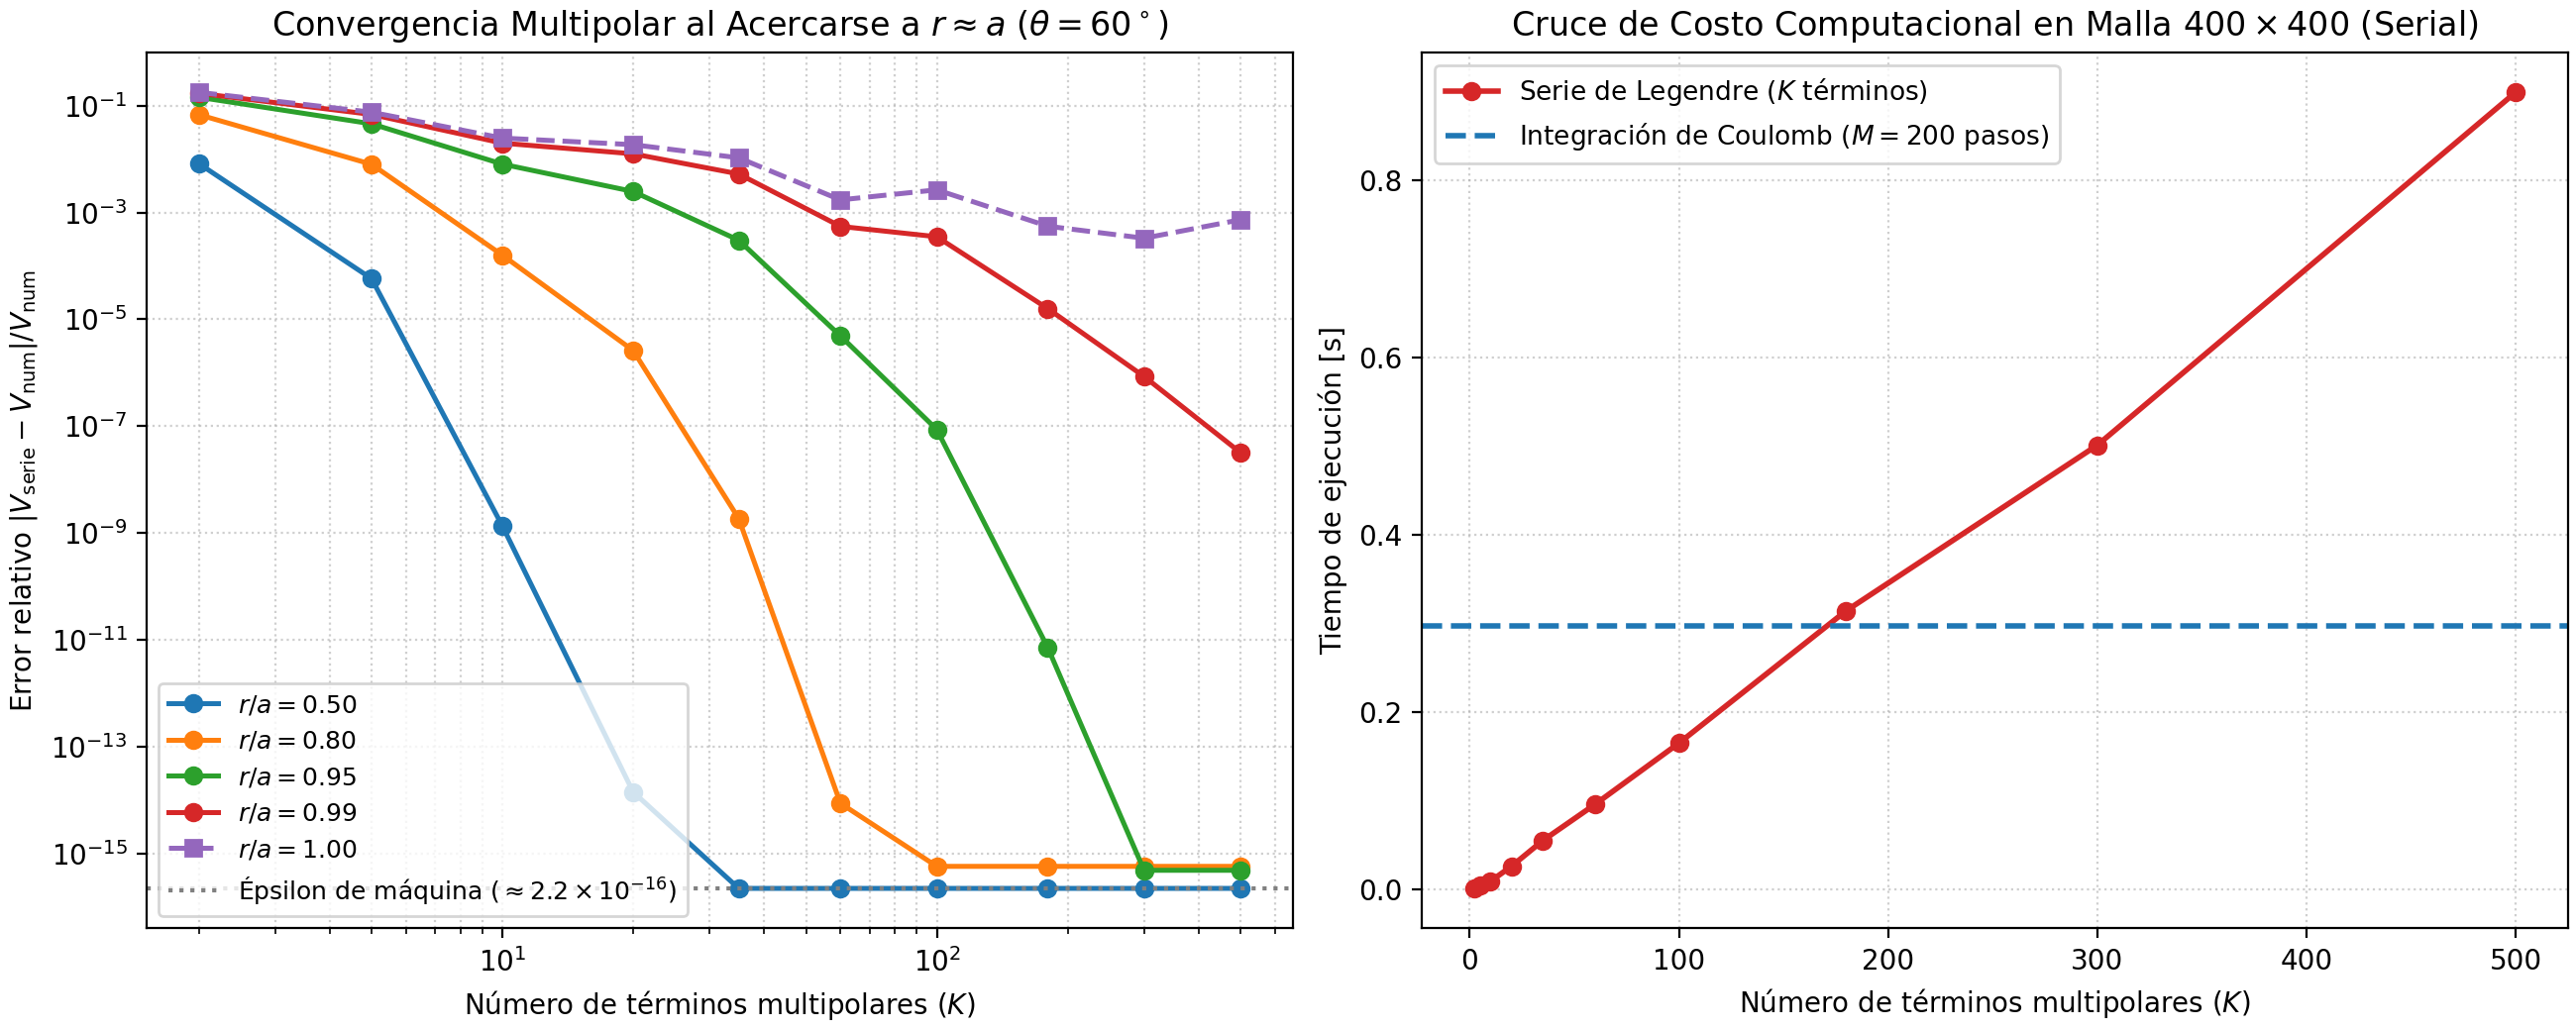 Convergencia Multipolar al Acercarse a r ≈ a (θ = 60°)
Error relativo |V_serie − V_num|/V_num
10⁻¹
10⁻³
10⁻⁵
10⁻⁷
10⁻⁹
10⁻¹¹
10⁻¹³
10⁻¹⁵
r/a = 0.50
r/a = 0.80
r/a = 0.95
r/a = 0.99
r/a = 1.00
Épsilon de máquina (≈ 2.2 × 10⁻¹⁶)
10¹ 10²
Número de términos multipolares (K)
Cruce de Costo Computacional en Malla 400 × 400 (Serial)
Serie de Legendre (K términos)
Integración de Coulomb (M = 200 pasos)
Tiempo de ejecución [s]
0.8
0.6
0.4
0.2
0.0
0 100 200 300 400 500
Número de términos multipolares (K)